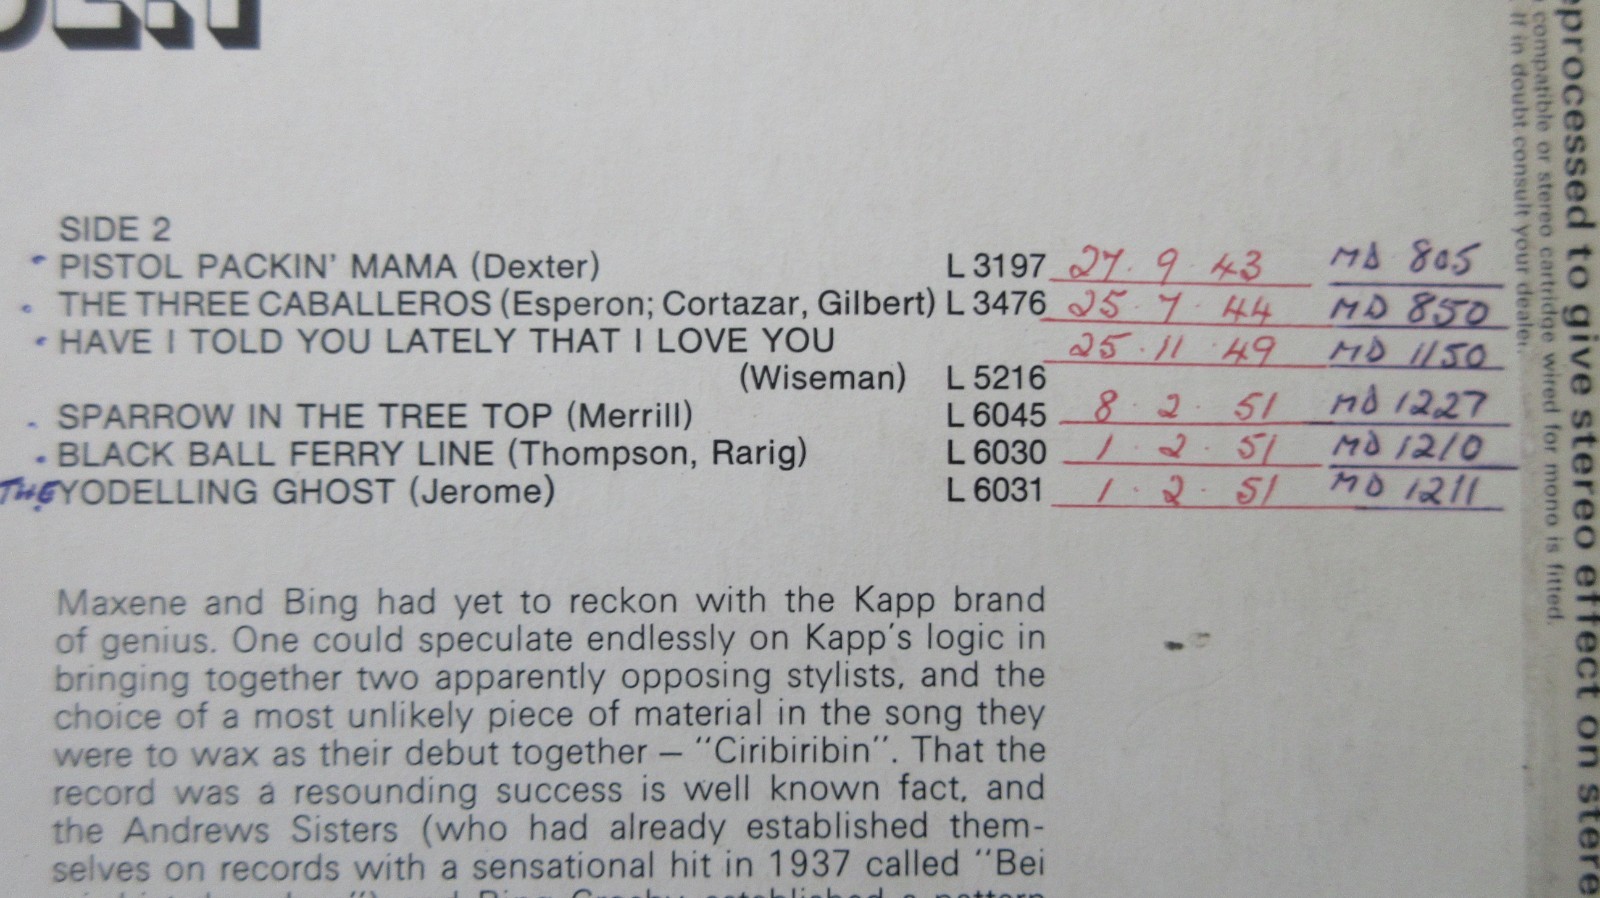 SIDE 2
PISTOL PACKIN' MAMA (Dexter) L 3197 27 . 9 . 43 MD 805
THE THREE CABALLEROS (Esperon; Cortazar, Gilbert) L 3476 25 . 7 . 44 MD 850
HAVE I TOLD YOU LATELY THAT I LOVE YOU 25 . 11 . 49 MD 1150
(Wiseman) L 5216
SPARROW IN THE TREE TOP (Merrill) L 6045 8 . 2 . 51 MD 1227
BLACK BALL FERRY LINE (Thompson, Rarig) L 6030 1 . 2 . 51 MD 1210
THE YODELLING GHOST (Jerome) L 6031 1 . 2 . 51 MD 1211
Maxene and Bing had yet to reckon with the Kapp brand
of genius. One could speculate endlessly on Kapp's logic in
bringing together two apparently opposing stylists, and the
choice of a most unlikely piece of material in the song they
were to wax as their debut together – "Ciribiribin". That the
record was a resounding success is well known fact, and
the Andrews Sisters (who had already established them-
selves on records with a sensational hit in 1937 called "Bei
eprocessed to give stereo effect on stere
compatible or stereo cartridge wired for mono is fitted.
If in doubt consult your dealer.